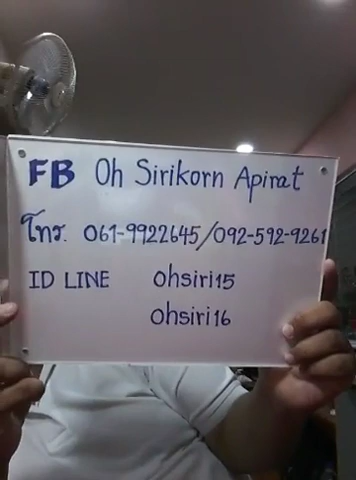 FB Oh Sirikorn Apirat
โทร. 061-9922645/092-592-9261
ID LINE ohsiri15
ohsiri16